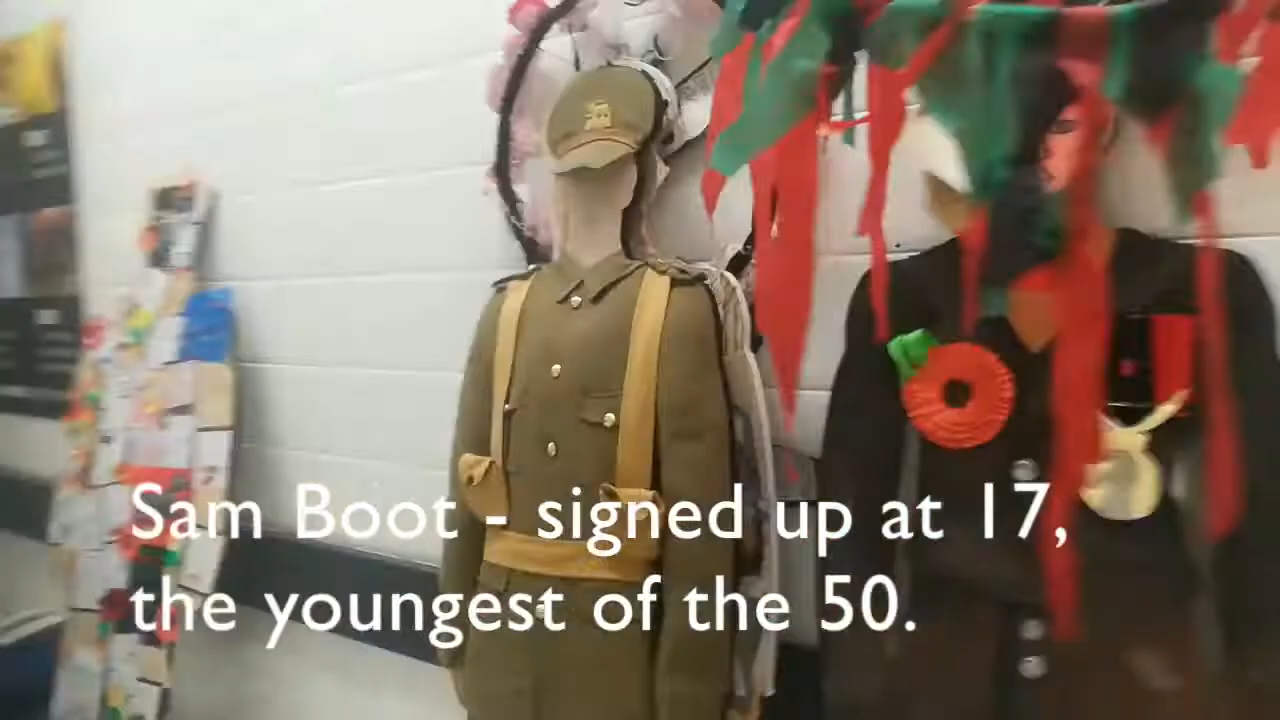 Sam Boot - signed up at 17,
the youngest of the 50.